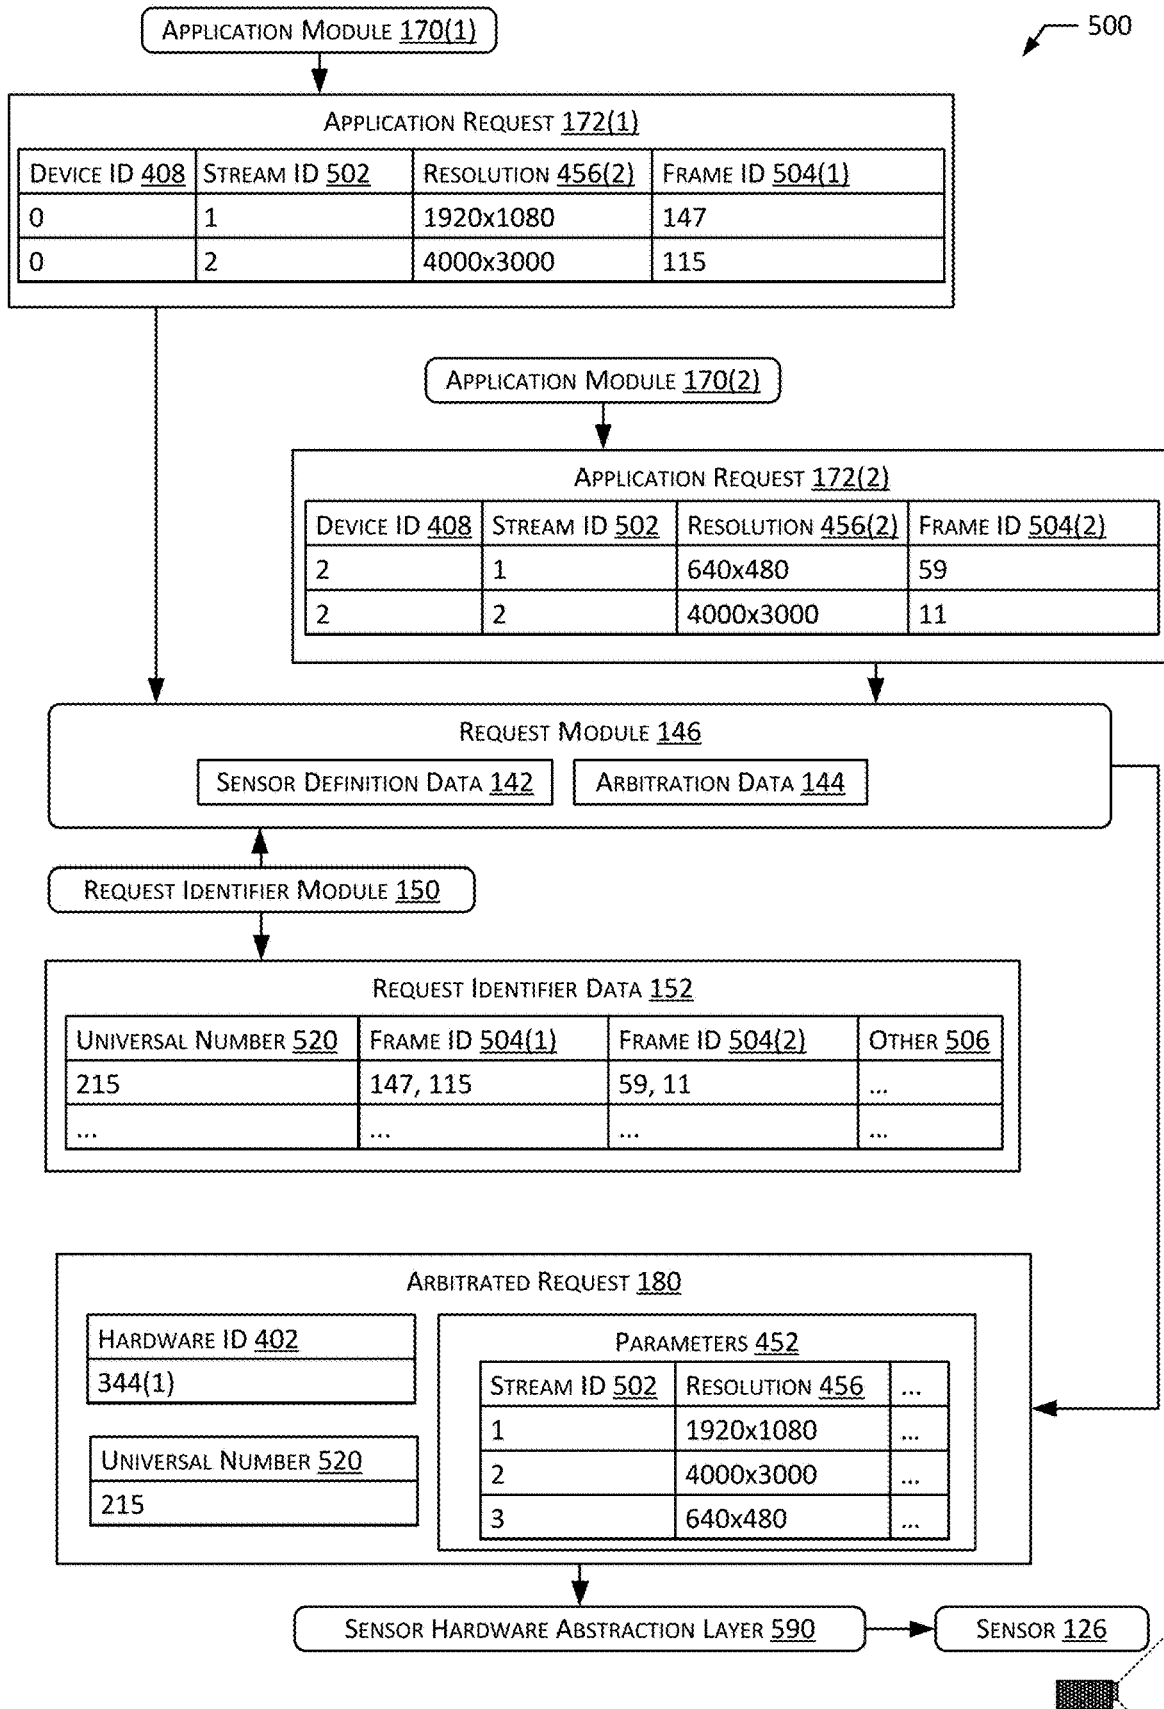 APPLICATION MODULE 170(1)
500
APPLICATION REQUEST 172(1)
DEVICE ID 408 STREAM ID 502 RESOLUTION 456(2) FRAME ID 504(1)
0 1 1920x1080 147
0 2 4000x3000 115
APPLICATION MODULE 170(2)
APPLICATION REQUEST 172(2)
DEVICE ID 408 STREAM ID 502 RESOLUTION 456(2) FRAME ID 504(2)
2 1 640x480 59
2 2 4000x3000 11
REQUEST MODULE 146
SENSOR DEFINITION DATA 142 ARBITRATION DATA 144
REQUEST IDENTIFIER MODULE 150
REQUEST IDENTIFIER DATA 152
UNIVERSAL NUMBER 520 FRAME ID 504(1) FRAME ID 504(2) OTHER 506
215 147, 115 59, 11 ...
... ... ... ...
ARBITRATED REQUEST 180
HARDWARE ID 402
344(1)
UNIVERSAL NUMBER 520
215
PARAMETERS 452
STREAM ID 502 RESOLUTION 456 ...
1 1920x1080 ...
2 4000x3000 ...
3 640x480 ...
SENSOR HARDWARE ABSTRACTION LAYER 590 SENSOR 126